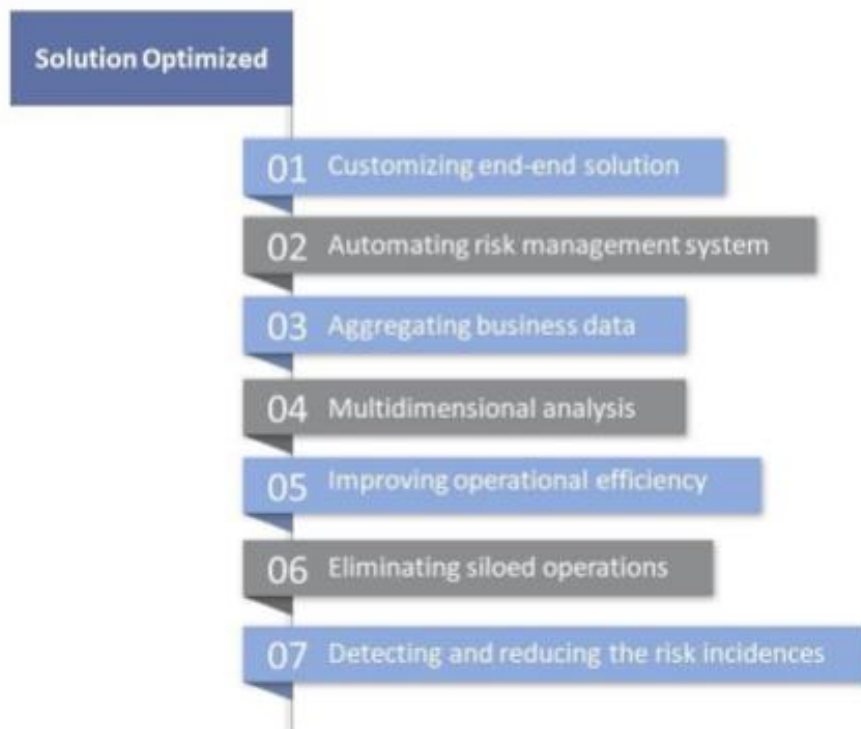 Solution Optimized
01 Customizing end-end solution
02 Automating risk management system
03 Aggregating business data
04 Multidimensional analysis
05 Improving operational efficiency
06 Eliminating siloed operations
07 Detecting and reducing the risk incidences